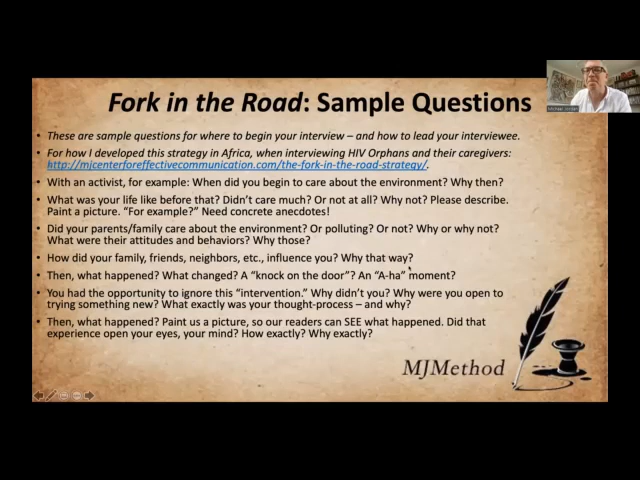 Fork in the Road: Sample Questions
• These are sample questions for where to begin your interview – and how to lead your interviewee.
• For how I developed this strategy in Africa, when interviewing HIV Orphans and their caregivers:
http://mjcenterforeffectivecommunication.com/the-fork-in-the-road-strategy/.
• With an activist, for example: When did you begin to care about the environment? Why then?
• What was your life like before that? Didn't care much? Or not at all? Why not? Please describe.
Paint a picture. "For example?" Need concrete anecdotes!
• Did your parents/family care about the environment? Or polluting? Or not? Why or why not?
What were their attitudes and behaviors? Why those?
• How did your family, friends, neighbors, etc., influence you? Why that way?
• Then, what happened? What changed? A "knock on the door"? An "A-ha" moment?
• You had the opportunity to ignore this "intervention." Why didn't you? Why were you open to
trying something new? What exactly was your thought-process – and why?
• Then, what happened? Paint us a picture, so our readers can SEE what happened. Did that
experience open your eyes, your mind? How exactly? Why exactly?
MJMethod